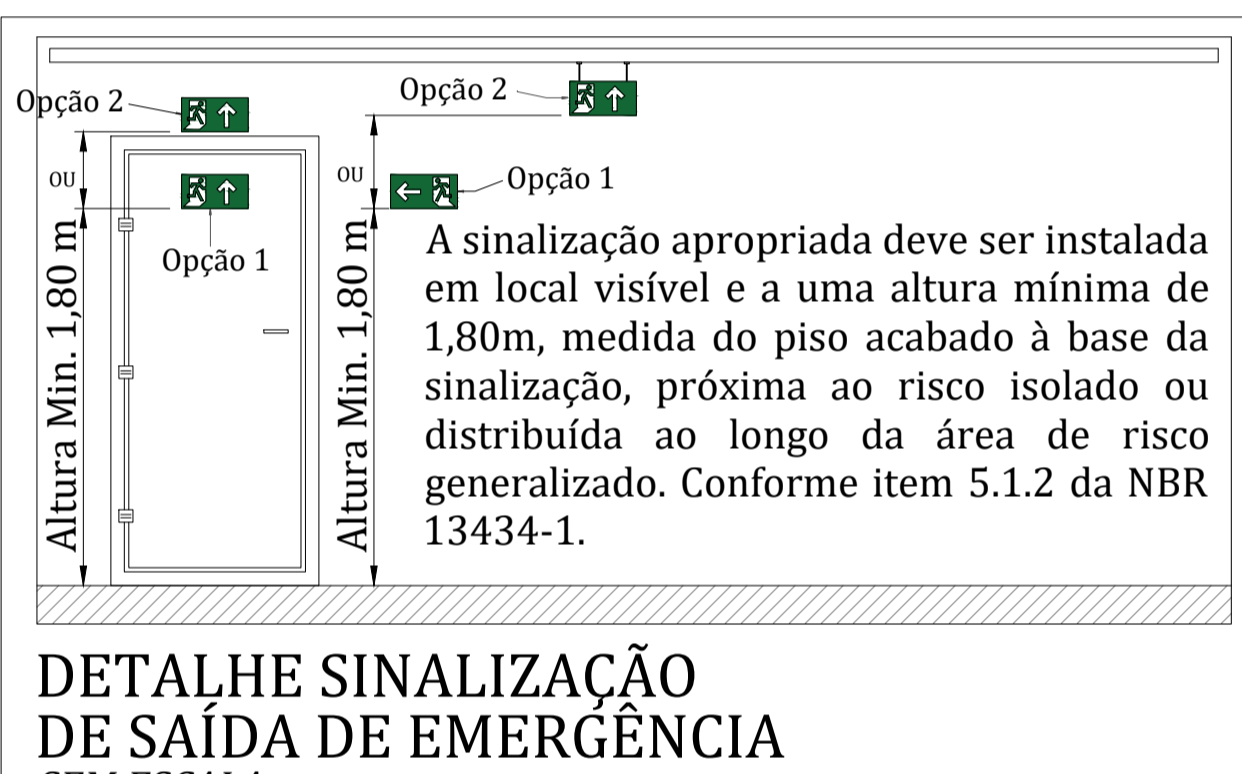 Opção 2
Opção 2
OU
OU
Opção 1
Opção 1
Altura Min. 1,80 m
Altura Min. 1,80 m
A sinalização apropriada deve ser instalada
em local visível e a uma altura mínima de
1,80m, medida do piso acabado à base da
sinalização, próxima ao risco isolado ou
distribuída ao longo da área de risco
generalizado. Conforme item 5.1.2 da NBR
13434-1.
DETALHE SINALIZAÇÃO
DE SAÍDA DE EMERGÊNCIA
SEM ESCALA